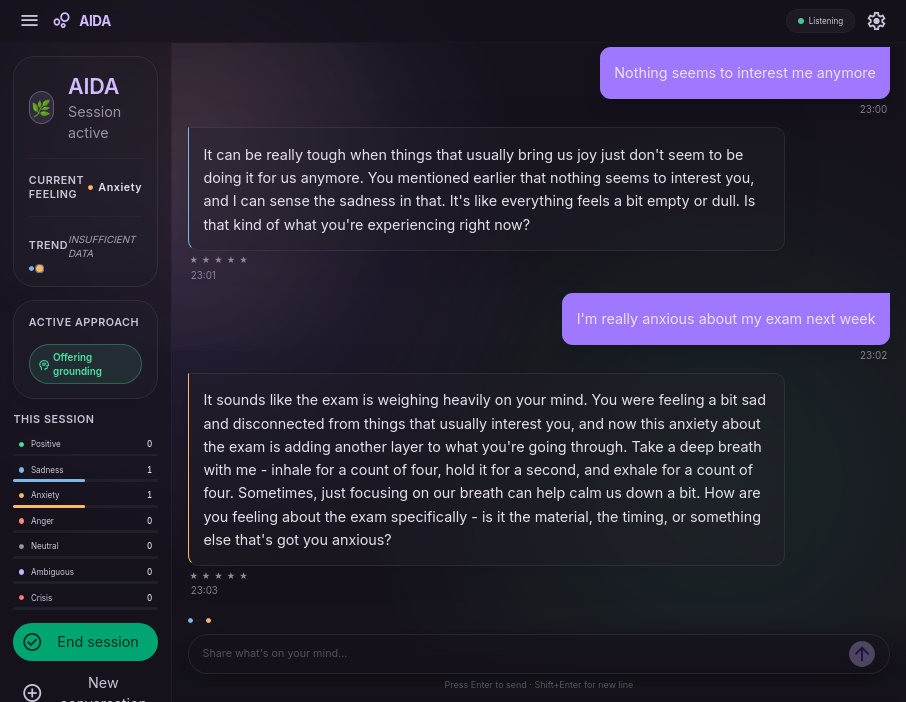 AIDA
Listening
AIDA
Session
active
CURRENT
FEELING
Anxiety
TREND
INSUFFICIENT
DATA
ACTIVE APPROACH
Offering
grounding
THIS SESSION
Positive 0
Sadness 1
Anxiety 1
Anger 0
Neutral 0
Ambiguous 0
Crisis 0
End session
New
conversation
Nothing seems to interest me anymore
23:00
It can be really tough when things that usually bring us joy just don't seem to be
doing it for us anymore. You mentioned earlier that nothing seems to interest you,
and I can sense the sadness in that. It's like everything feels a bit empty or dull. Is
that kind of what you're experiencing right now?
★ ★ ★ ★ ★
23:01
I'm really anxious about my exam next week
23:02
It sounds like the exam is weighing heavily on your mind. You were feeling a bit sad
and disconnected from things that usually interest you, and now this anxiety about
the exam is adding another layer to what you're going through. Take a deep breath
with me - inhale for a count of four, hold it for a second, and exhale for a count of
four. Sometimes, just focusing on our breath can help calm us down a bit. How are
you feeling about the exam specifically - is it the material, the timing, or something
else that's got you anxious?
★ ★ ★ ★ ★
23:03
Share what's on your mind...
Press Enter to send · Shift+Enter for new line